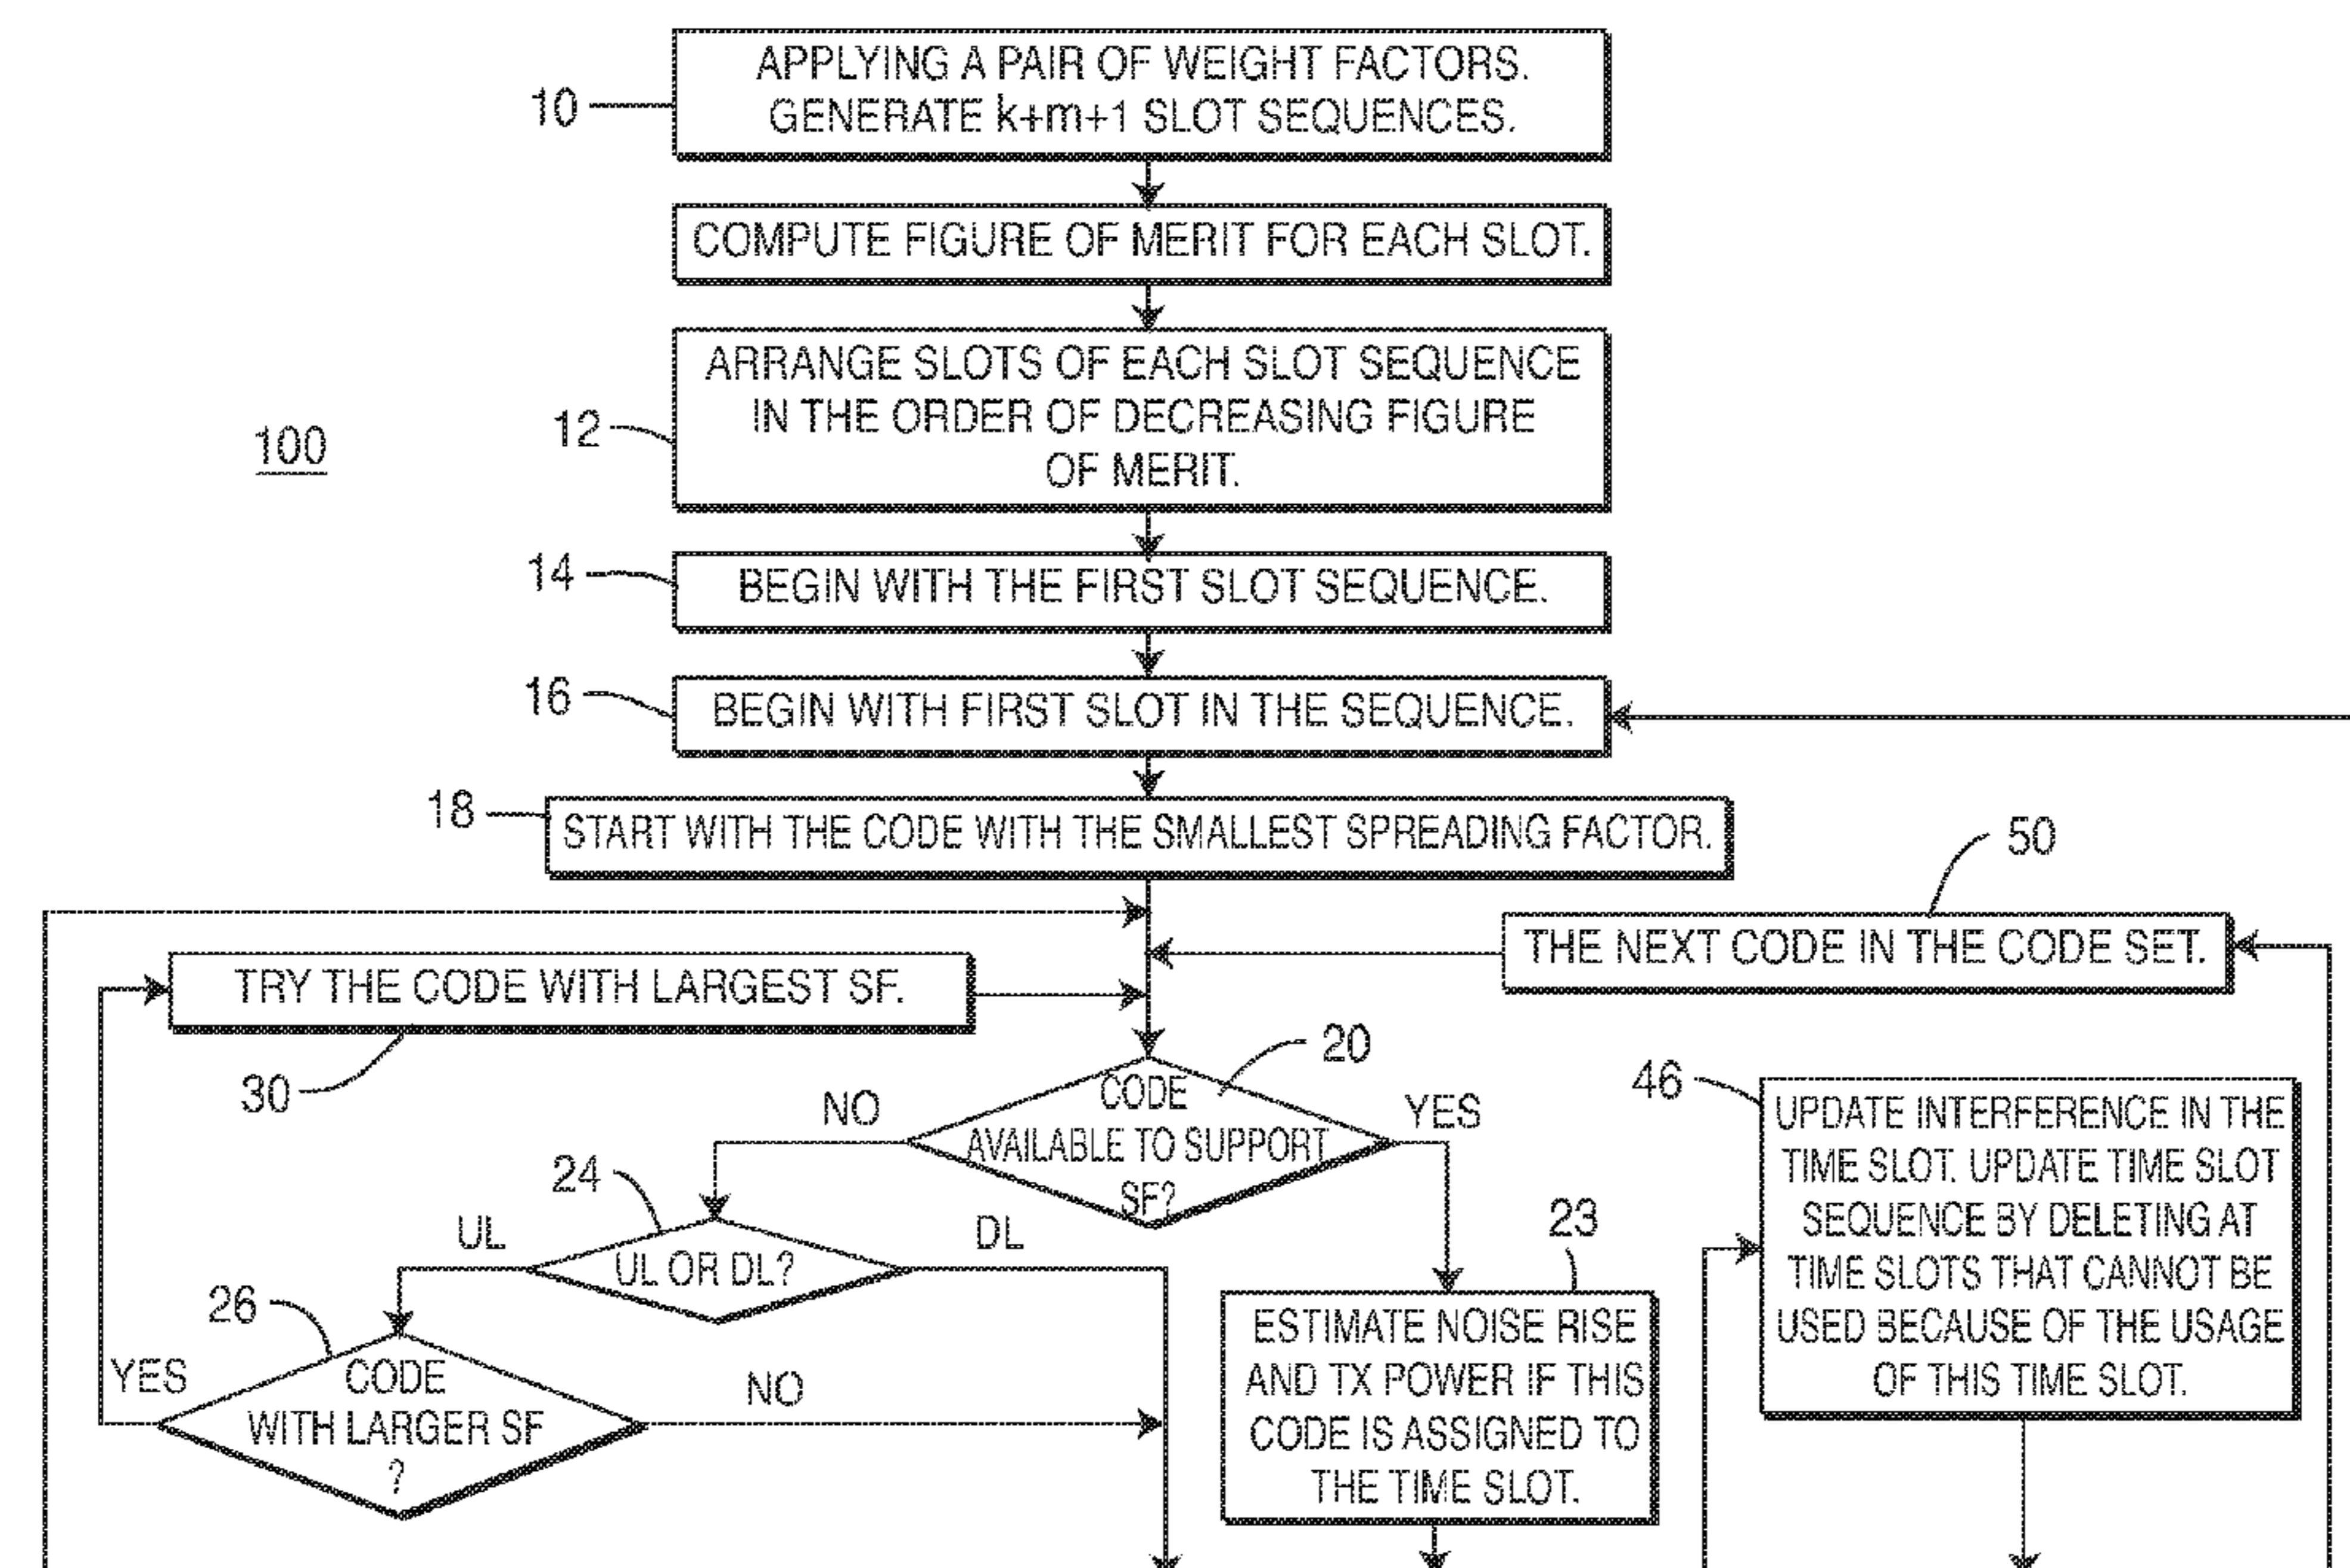 APPLYING A PAIR OF WEIGHT FACTORS.
GENERATE k+m+1 SLOT SEQUENCES.
10
COMPUTE FIGURE OF MERIT FOR EACH SLOT.
ARRANGE SLOTS OF EACH SLOT SEQUENCE
IN THE ORDER OF DECREASING FIGURE
OF MERIT.
12
100
14
BEGIN WITH THE FIRST SLOT SEQUENCE.
16
BEGIN WITH FIRST SLOT IN THE SEQUENCE.
18
START WITH THE CODE WITH THE SMALLEST SPREADING FACTOR.
50
THE NEXT CODE IN THE CODE SET.
TRY THE CODE WITH LARGEST SF.
30
20
CODE
AVAILABLE TO SUPPORT
SF?
NO
YES
46
UPDATE INTERFERENCE IN THE
TIME SLOT. UPDATE TIME SLOT
SEQUENCE BY DELETING AT
TIME SLOTS THAT CANNOT BE
USED BECAUSE OF THE USAGE
OF THIS TIME SLOT.
24
UL
DL
UL OR DL?
23
ESTIMATE NOISE RISE
AND TX POWER IF THIS
CODE IS ASSIGNED TO
THE TIME SLOT.
26
YES
CODE
WITH LARGER SF
?
NO